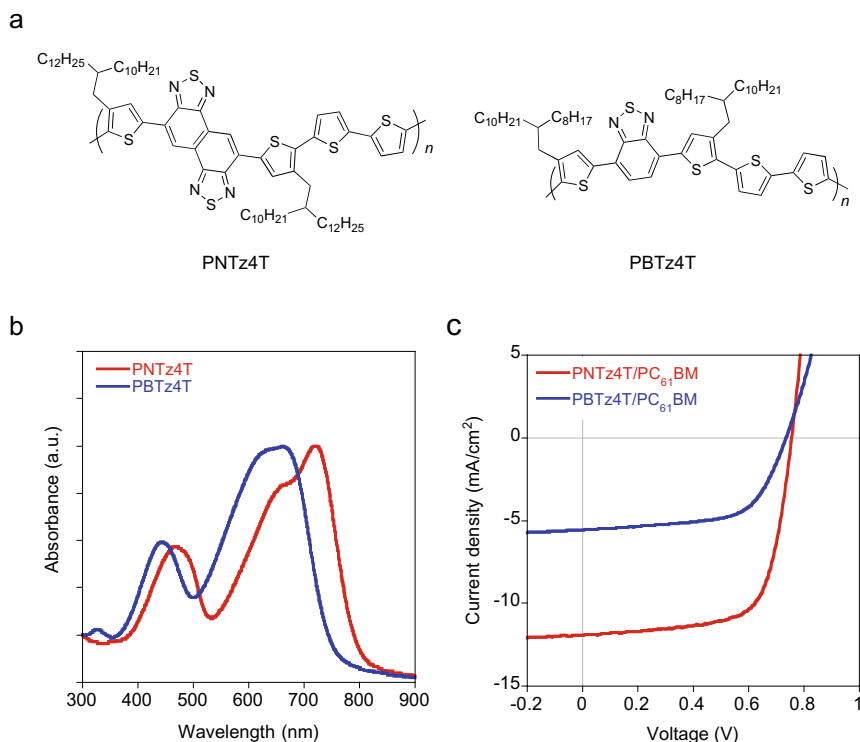 a
C₁₂H₂₅ C₁₀H₂₁ N S N
S S S S n
N S N
C₁₀H₂₁ C₁₂H₂₅
PNTz4T
C₁₀H₂₁ C₈H₁₇ N S N C₈H₁₇ C₁₀H₂₁
S S S S n
PBTz4T
b
PNTz4T
PBTz4T
Absorbance (a.u.)
300 400 500 600 700 800 900
Wavelength (nm)
c
PNTz4T/PC₆₁BM
PBTz4T/PC₆₁BM
Current density (mA/cm²)
5
0
-5
-10
-15
-0.2 0 0.2 0.4 0.6 0.8 1
Voltage (V)